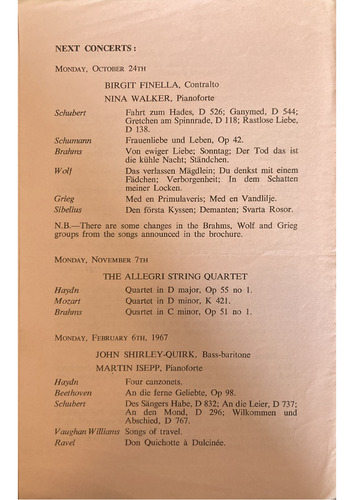 NEXT CONCERTS:
MONDAY, OCTOBER 24TH
BIRGIT FINELLA, Contralto
NINA WALKER, Pianoforte
Schubert Fahrt zum Hades, D 526; Ganymed, D 544;
Gretchen am Spinnrade, D 118; Rastlose Liebe,
D 138.
Schumann Frauenliebe und Leben, Op 42.
Brahms Von ewiger Liebe; Sonntag; Der Tod das ist
die kühle Nacht; Ständchen.
Wolf Das verlassen Mägdlein; Du denkst mit einem
Fädchen; Verborgenheit; In dem Schatten
meiner Locken.
Grieg Med en Primulaveris; Med en Vandlilje.
Sibelius Den första Kyssen; Demanten; Svarta Rosor.
N.B.—There are some changes in the Brahms, Wolf and Grieg
groups from the songs announced in the brochure.
MONDAY, NOVEMBER 7TH
THE ALLEGRI STRING QUARTET
Haydn Quartet in D major, Op 55 no 1.
Mozart Quartet in D minor, K 421.
Brahms Quartet in C minor, Op 51 no 1.
MONDAY, FEBRUARY 6TH, 1967
JOHN SHIRLEY-QUIRK, Bass-baritone
MARTIN ISEPP, Pianoforte
Haydn Four canzonets.
Beethoven An die ferne Geliebte, Op 98.
Schubert Des Sängers Habe, D 832; An die Leier, D 737;
An den Mond, D 296; Wilkommen und
Abschied, D 767.
Vaughan Williams Songs of travel.
Ravel Don Quichotte à Dulcinée.